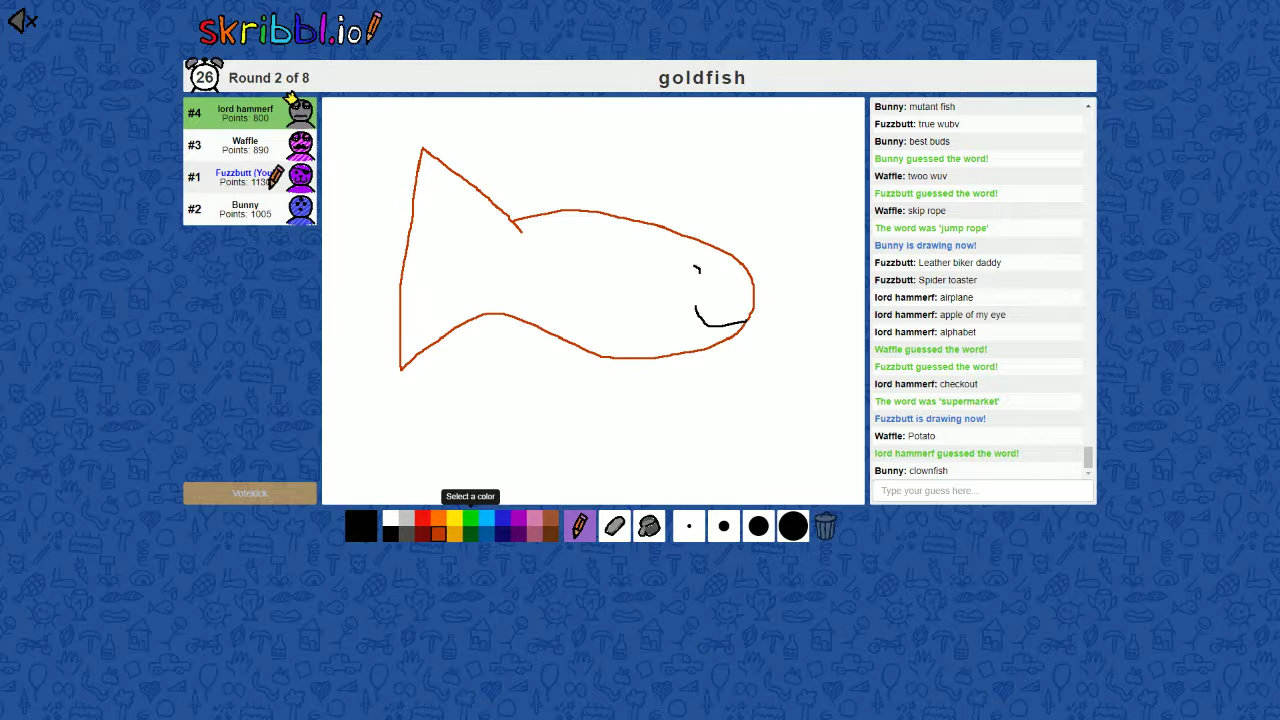 skribbl.io
26
Round 2 of 8
goldfish
#4
lord hammerf
Points: 800
#3
Waffle
Points: 890
#1
Fuzzbutt (You
Points: 1130
#2
Bunny
Points: 1005
Votekick
Bunny: mutant fish
Fuzzbutt: true wubv
Bunny: best buds
Bunny guessed the word!
Waffle: twoo wuv
Fuzzbutt guessed the word!
Waffle: skip rope
The word was 'jump rope'
Bunny is drawing now!
Fuzzbutt: Leather biker daddy
Fuzzbutt: Spider toaster
lord hammerf: airplane
lord hammerf: apple of my eye
lord hammerf: alphabet
Waffle guessed the word!
Fuzzbutt guessed the word!
lord hammerf: checkout
The word was 'supermarket'
Fuzzbutt is drawing now!
Waffle: Potato
lord hammerf guessed the word!
Bunny: clownfish
Type your guess here...
Select a color